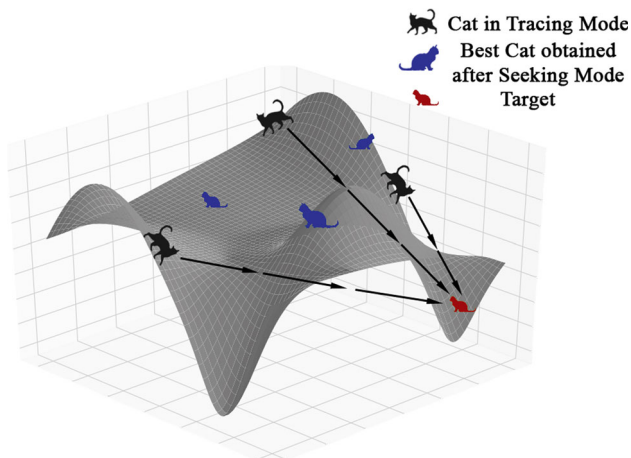 Cat in Tracing Mode
Best Cat obtained
after Seeking Mode
Target